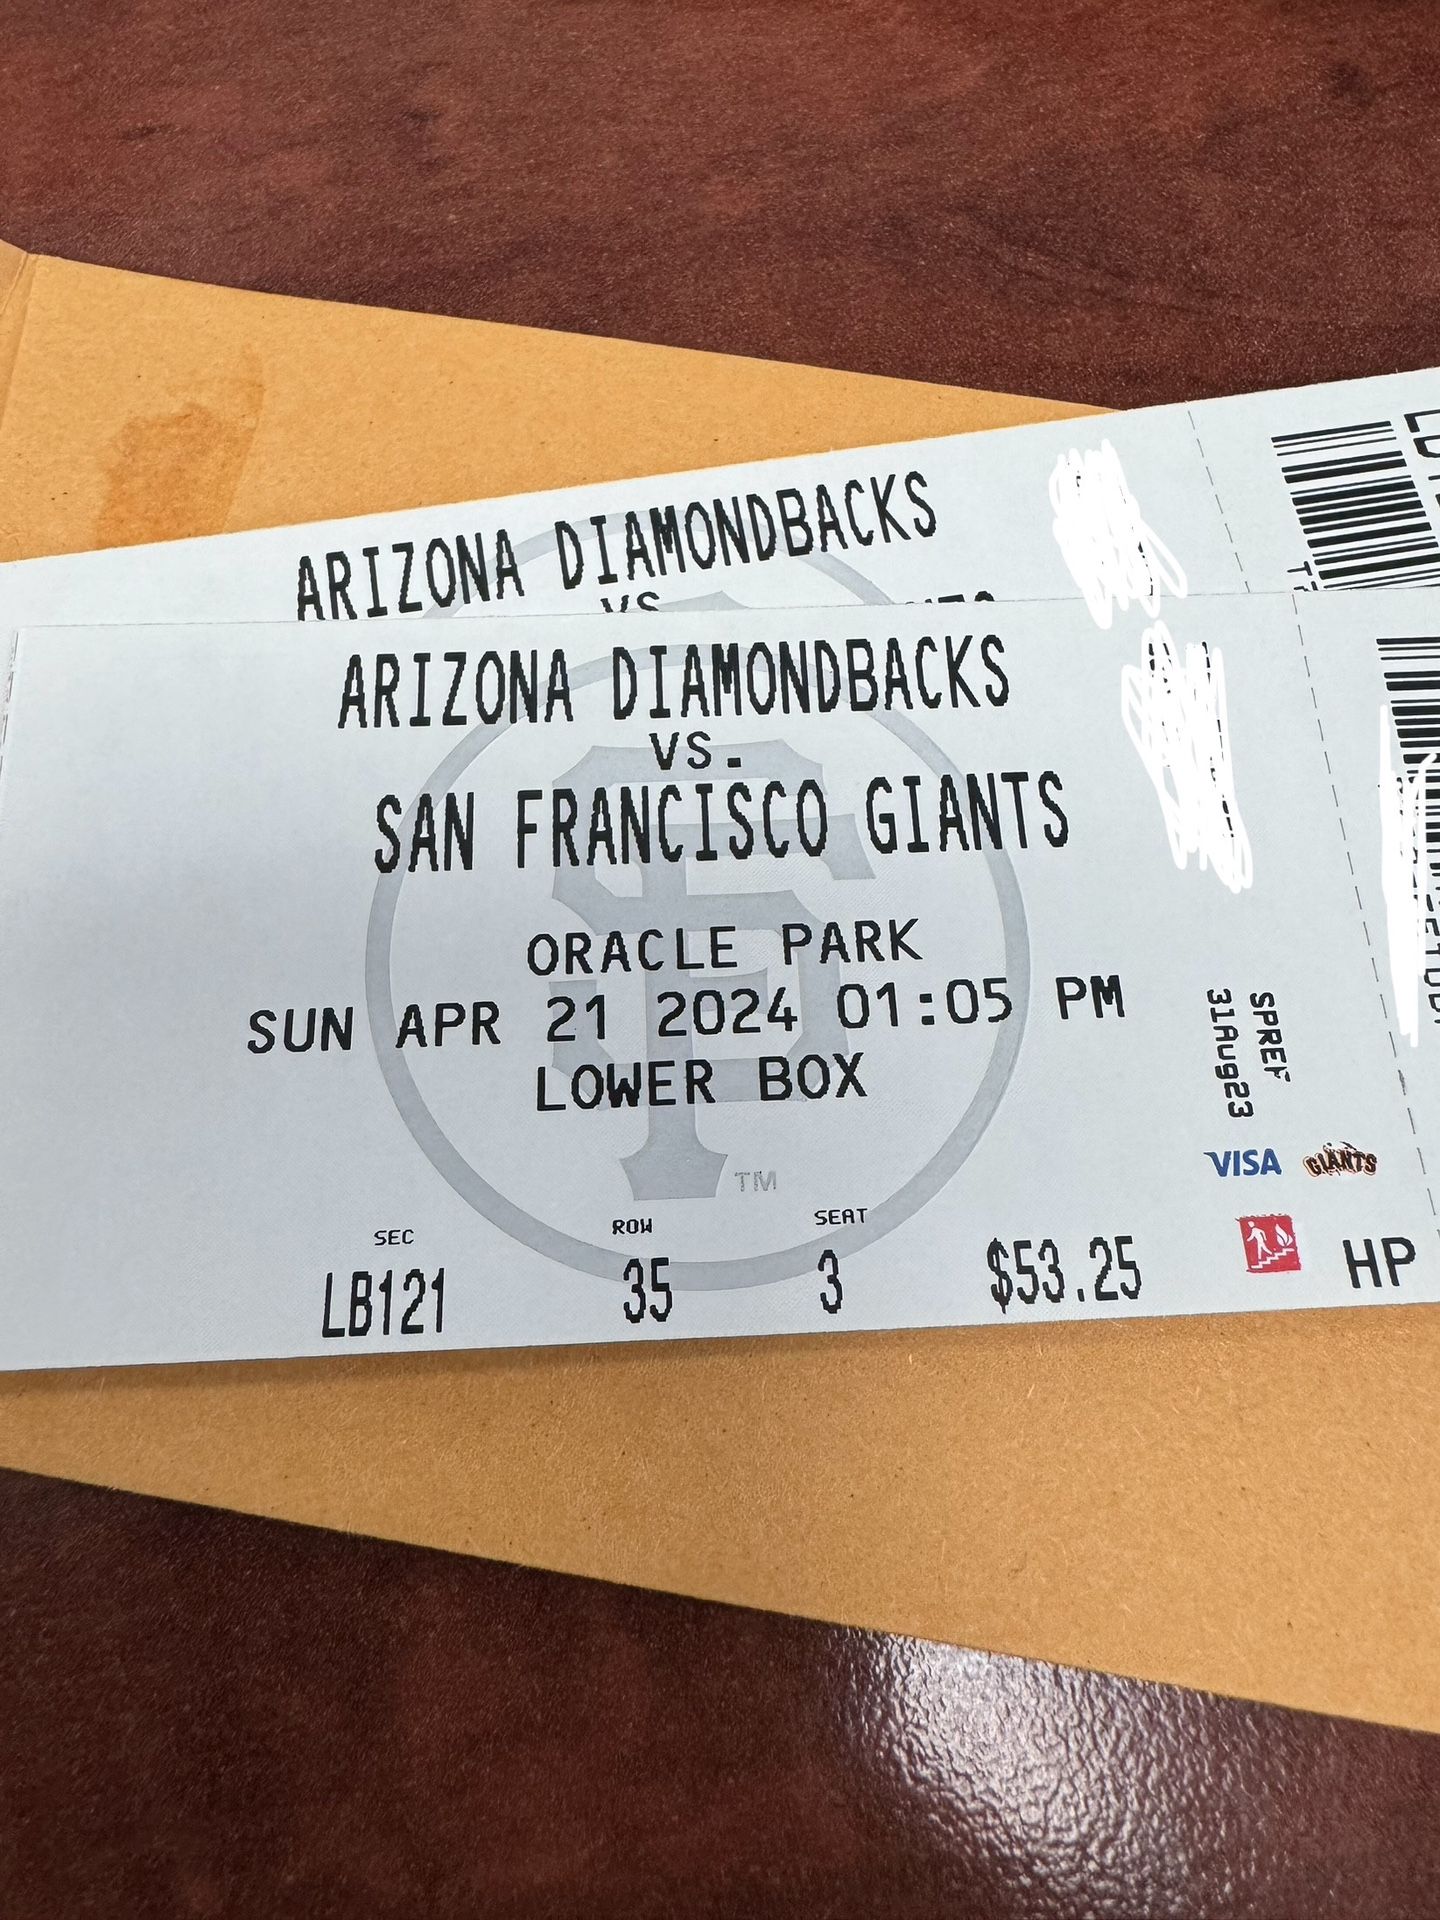 ARIZONA DIAMONDBACKS
VS
ARIZONA DIAMONDBACKS
VS.
SAN FRANCISCO GIANTS
ORACLE PARK
SUN APR 21 2024 01:05 PM
LOWER BOX
TM
SEC ROW SEAT
LB121 35 3 $53.25
SPREF
31Aug23
VISA GIANTS
HP